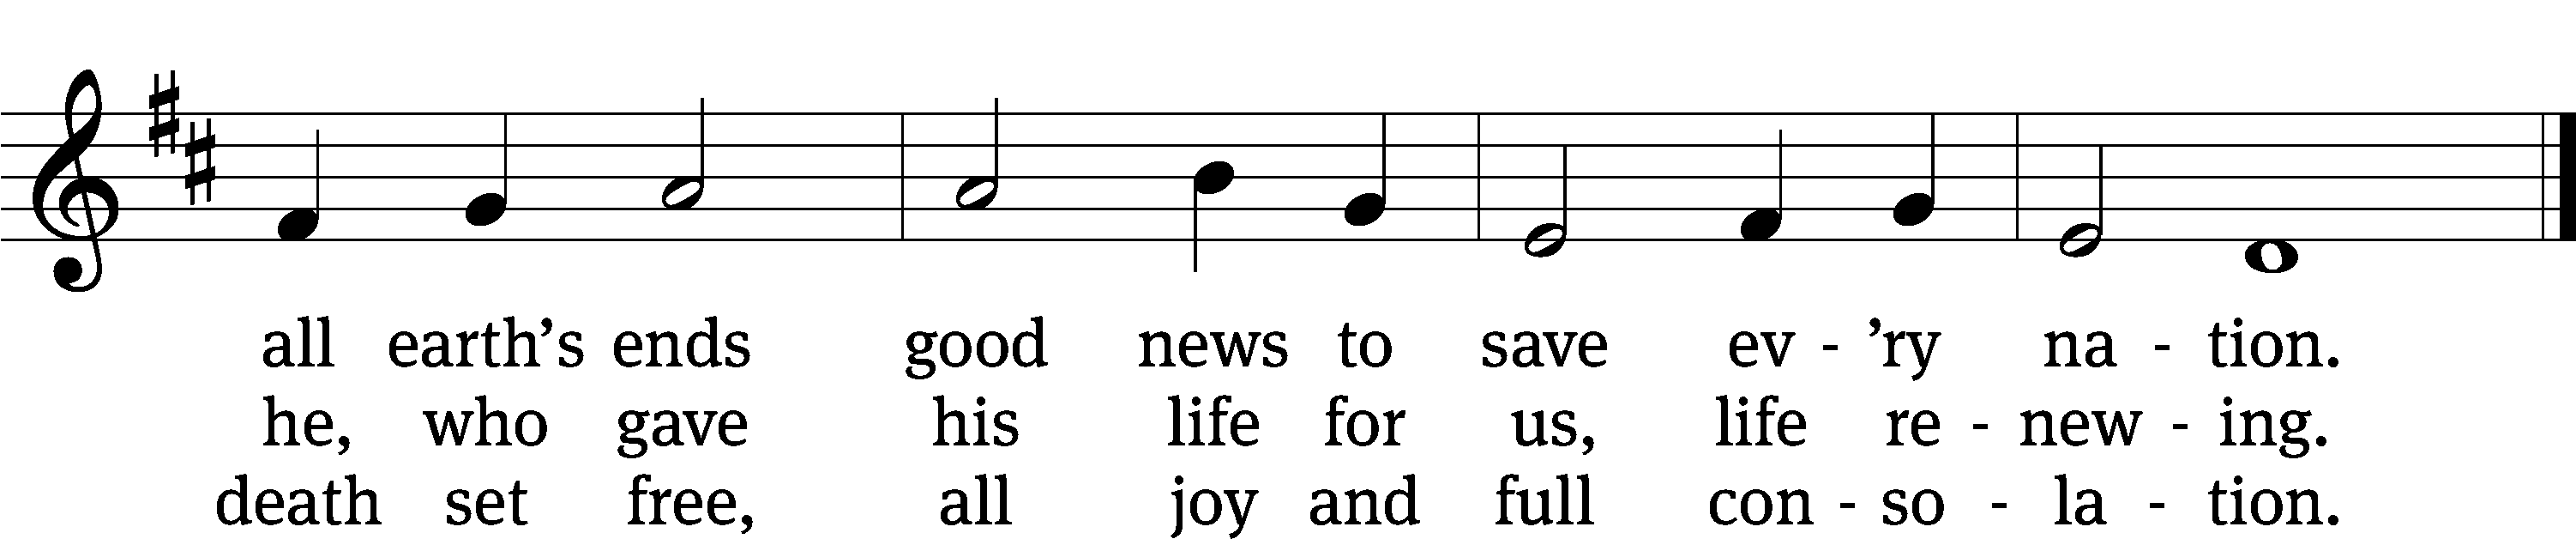 all earth’s ends good news to save ev - ’ry na - tion.
he, who gave his life for us, life re - new - ing.
death set free, all joy and full con - so - la - tion.